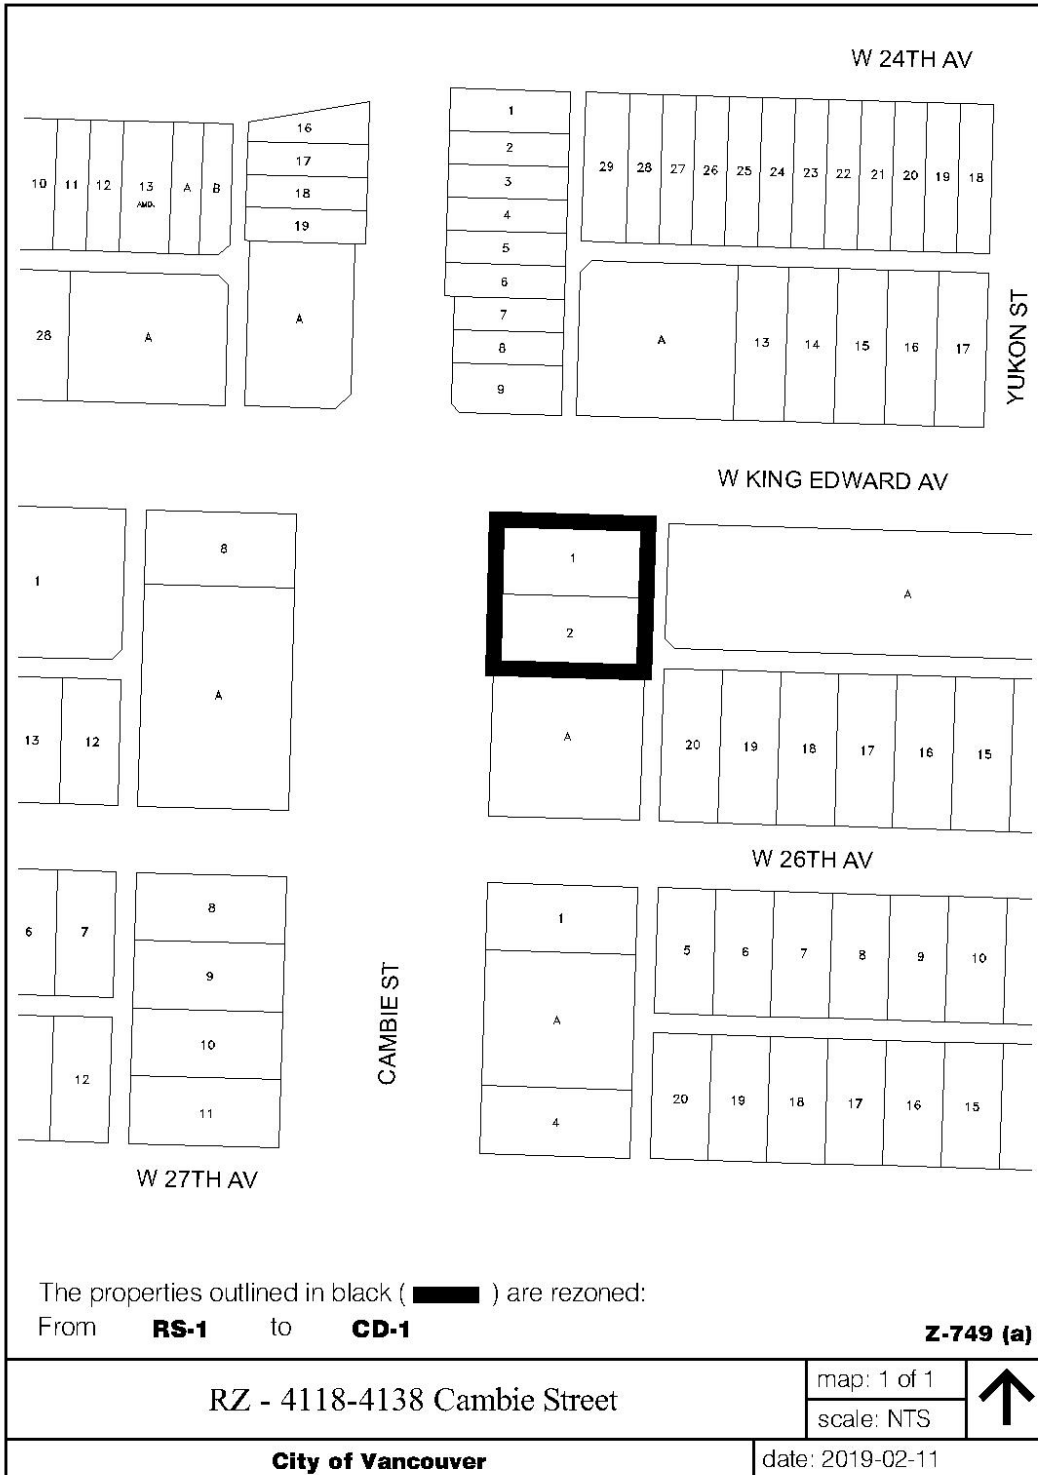 W 24TH AV
16
17
18
19
10 11 12 13 AMD. A B
1
2
3
4
5
6
7
8
9
29 28 27 26 25 24 23 22 21 20 19 18
28 A
A
A 13 14 15 16 17
YUKON ST
W KING EDWARD AV
1
8
A
1
2
A
A
13 12
20 19 18 17 16 15
W 26TH AV
6 7
8
9
10
11
12
CAMBIE ST
1
A
4
5 6 7 8 9 10
20 19 18 17 16 15
W 27TH AV
The properties outlined in black ( ) are rezoned:
From RS-1 to CD-1
Z-749 (a)
RZ - 4118-4138 Cambie Street
map: 1 of 1
scale: NTS
City of Vancouver
date: 2019-02-11